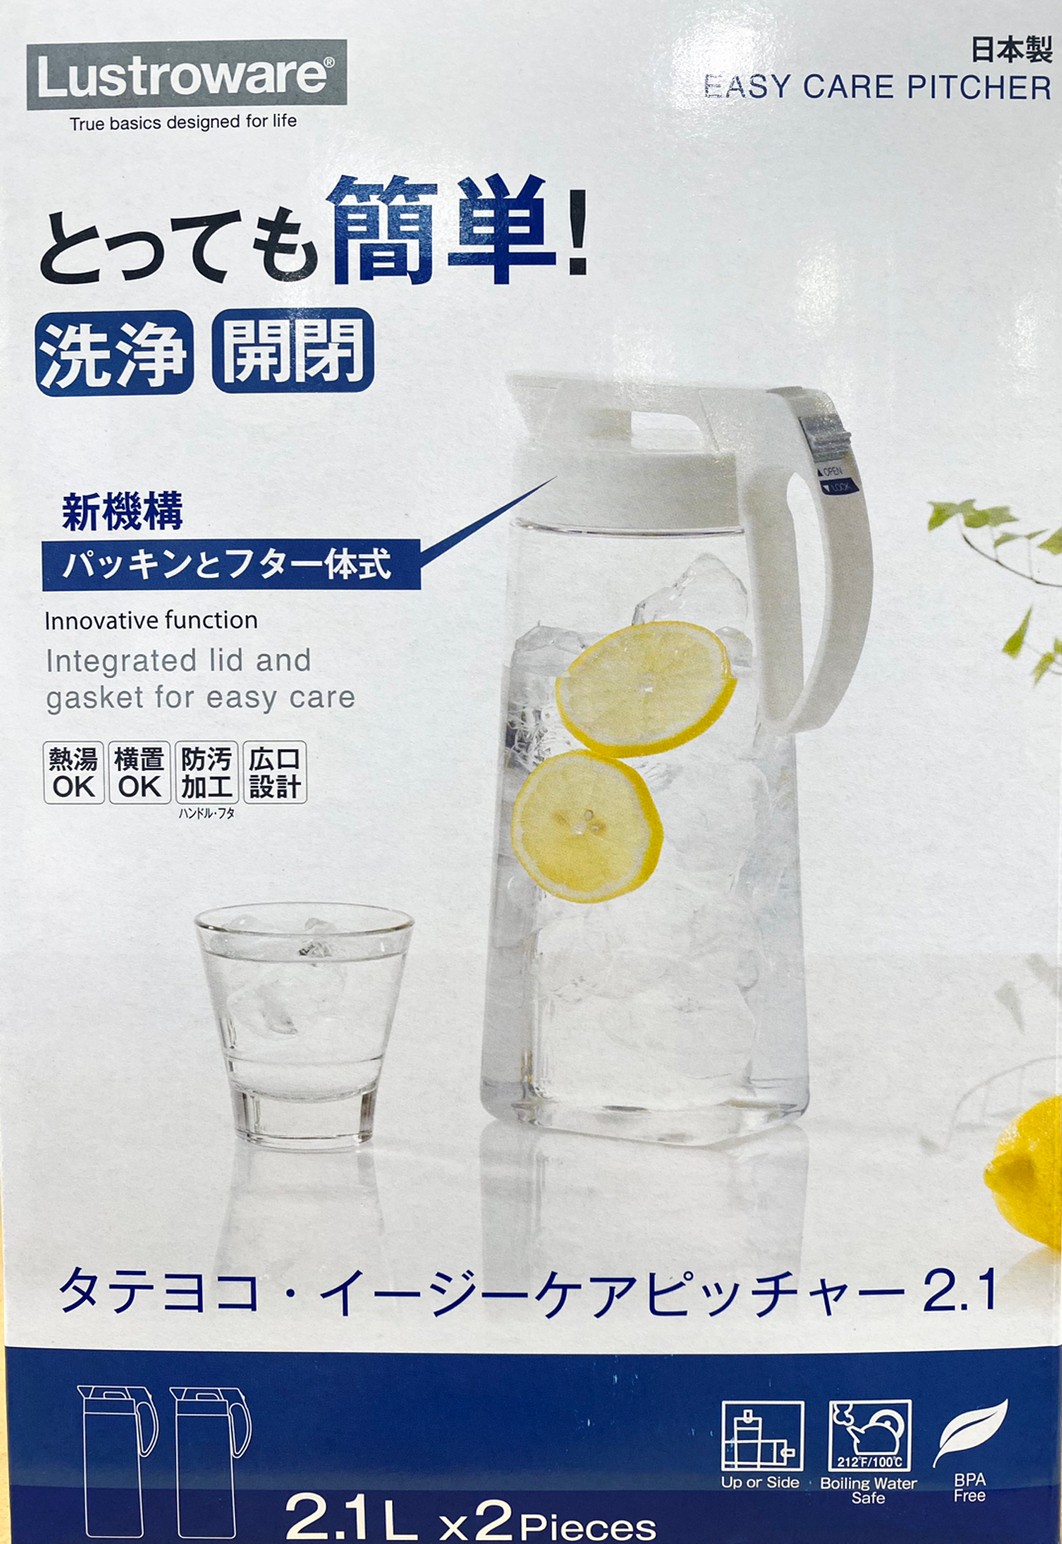 Lustroware®
True basics designed for life
日本製
EASY CARE PITCHER
とっても簡単!
洗浄 開閉
▲OPEN
▼LOCK
新機構
パッキンとフタ一体式
Innovative function
Integrated lid and
gasket for easy care
熱湯 横置 防汚 広口
OK OK 加工 設計
ハンドル・フタ
タテヨコ・イージーケアピッチャー 2.1
212°F/100℃
Up or Side
Boiling Water
Safe
BPA
Free
2.1L x2Pieces